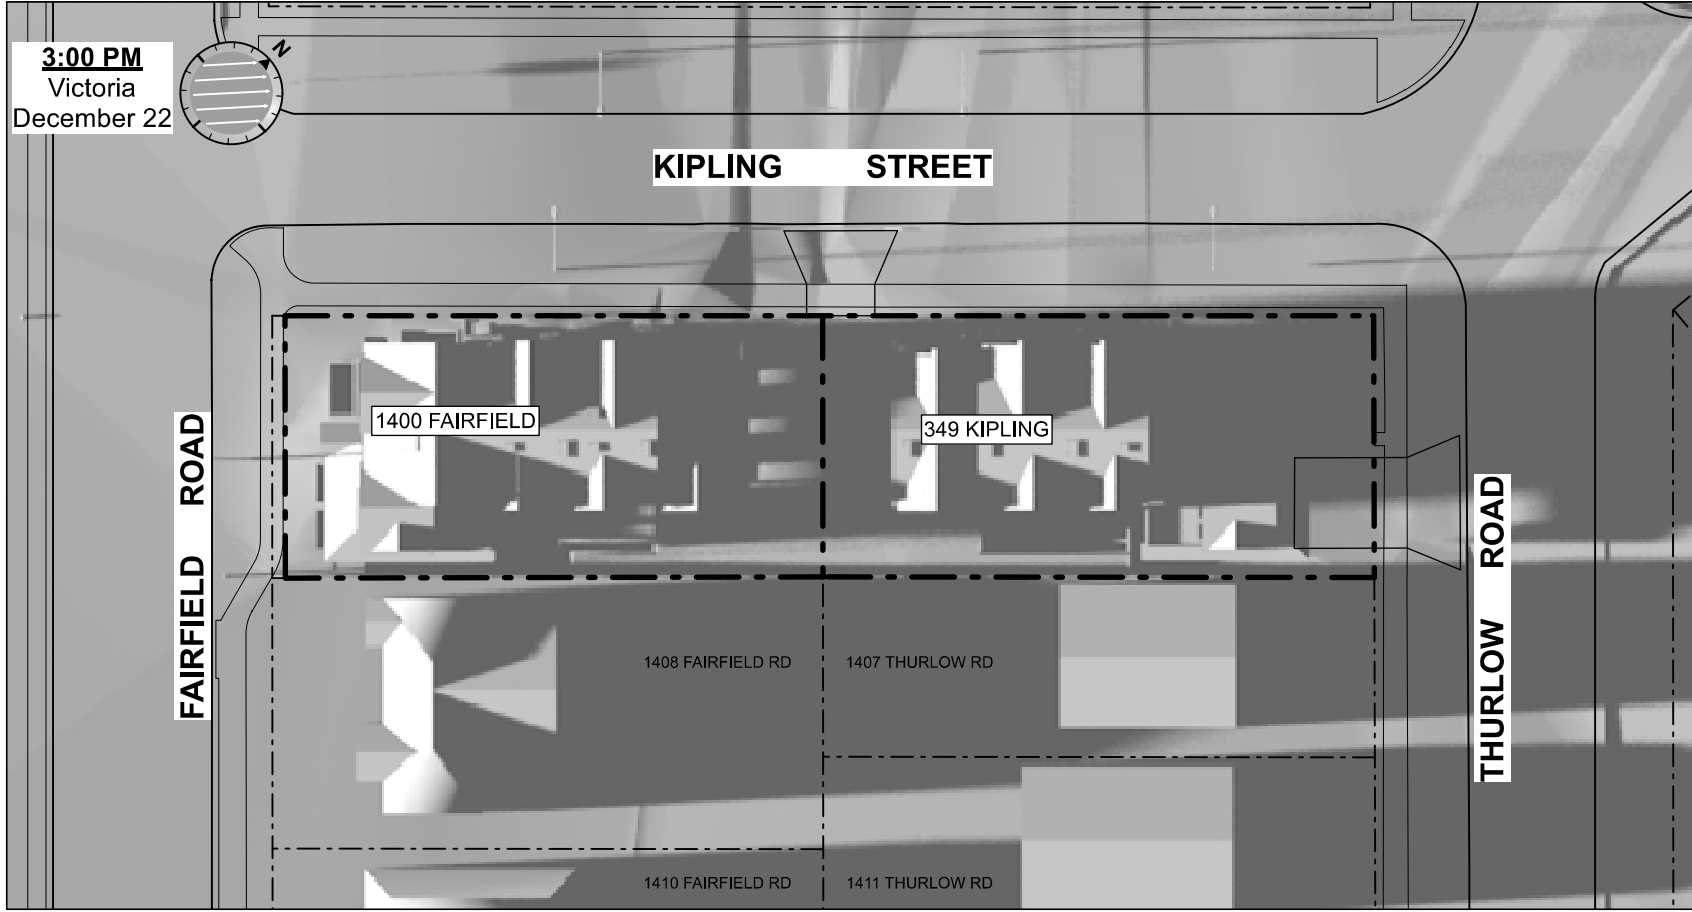 3:00 PM
Victoria
December 22
N
KIPLING STREET
1400 FAIRFIELD
349 KIPLING
FAIRFIELD ROAD
THURLOW ROAD
1408 FAIRFIELD RD
1407 THURLOW RD
1410 FAIRFIELD RD
1411 THURLOW RD